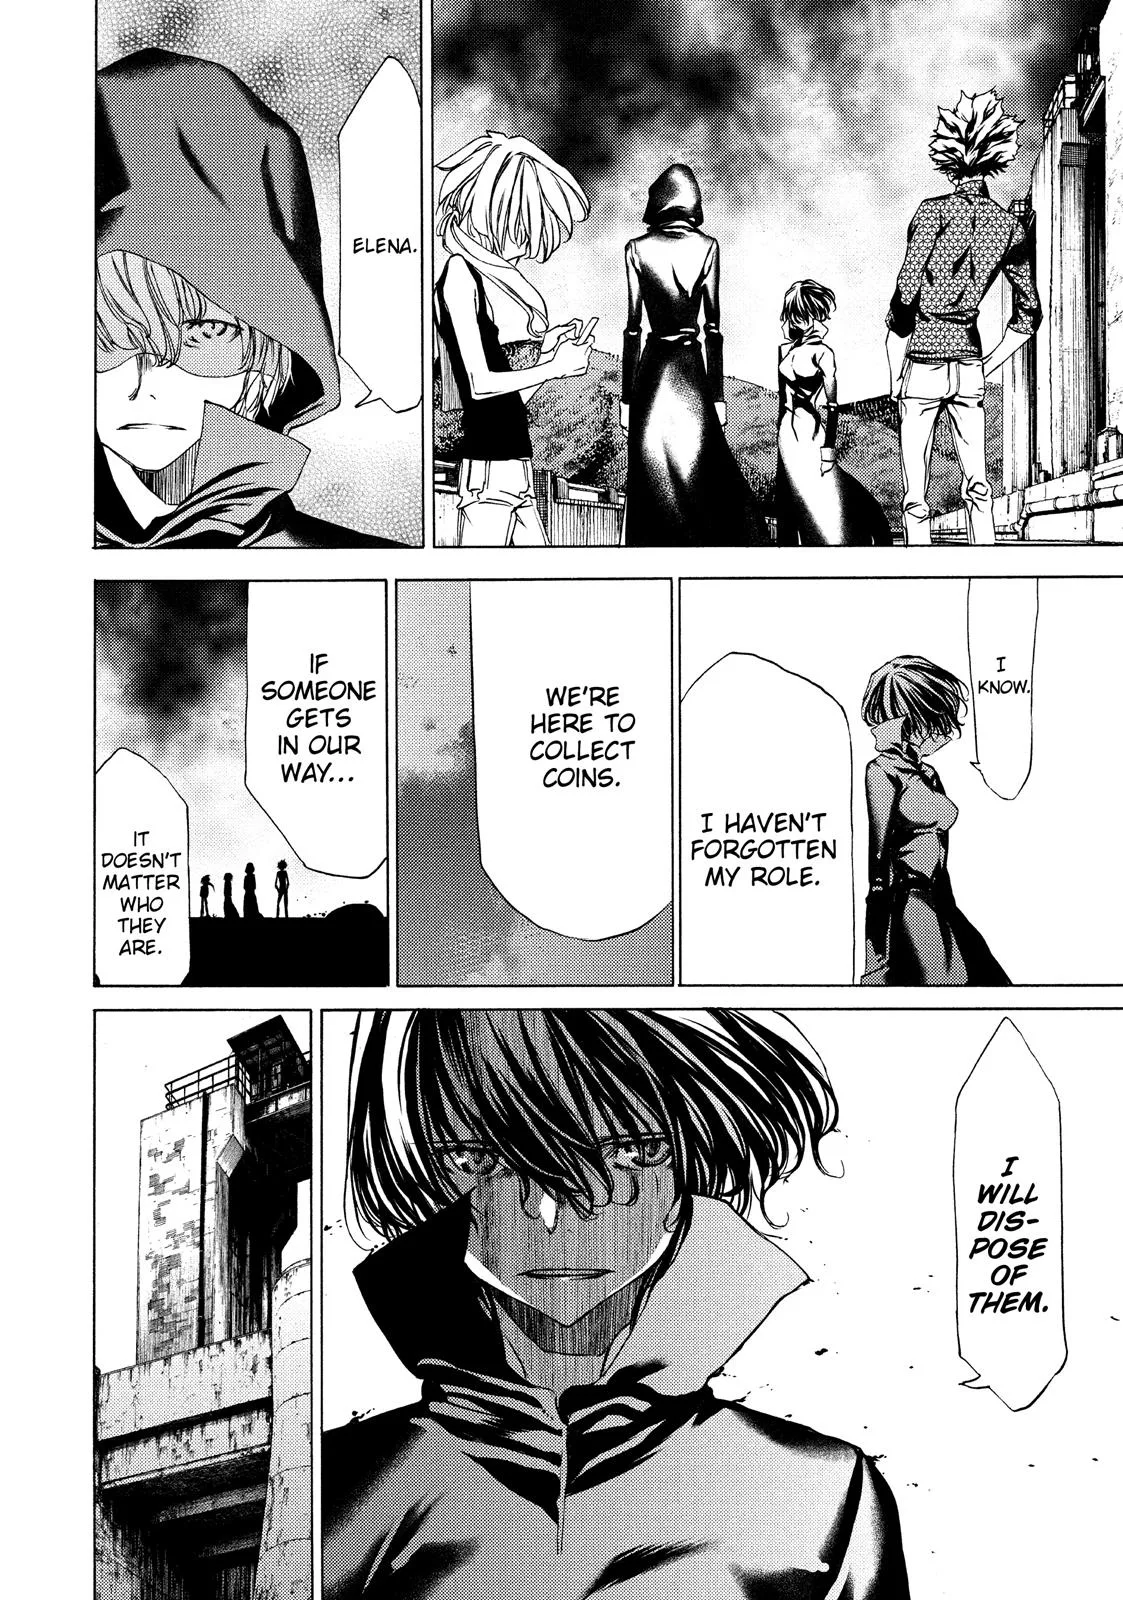 ELENA.
I
KNOW.
I HAVEN'T
FORGOTTEN
MY ROLE.
WE'RE
HERE TO
COLLECT
COINS.
IF
SOMEONE
GETS
IN OUR
WAY...
IT
DOESN'T
MATTER
WHO
THEY
ARE.
I
WILL
DIS-
POSE
OF
THEM.